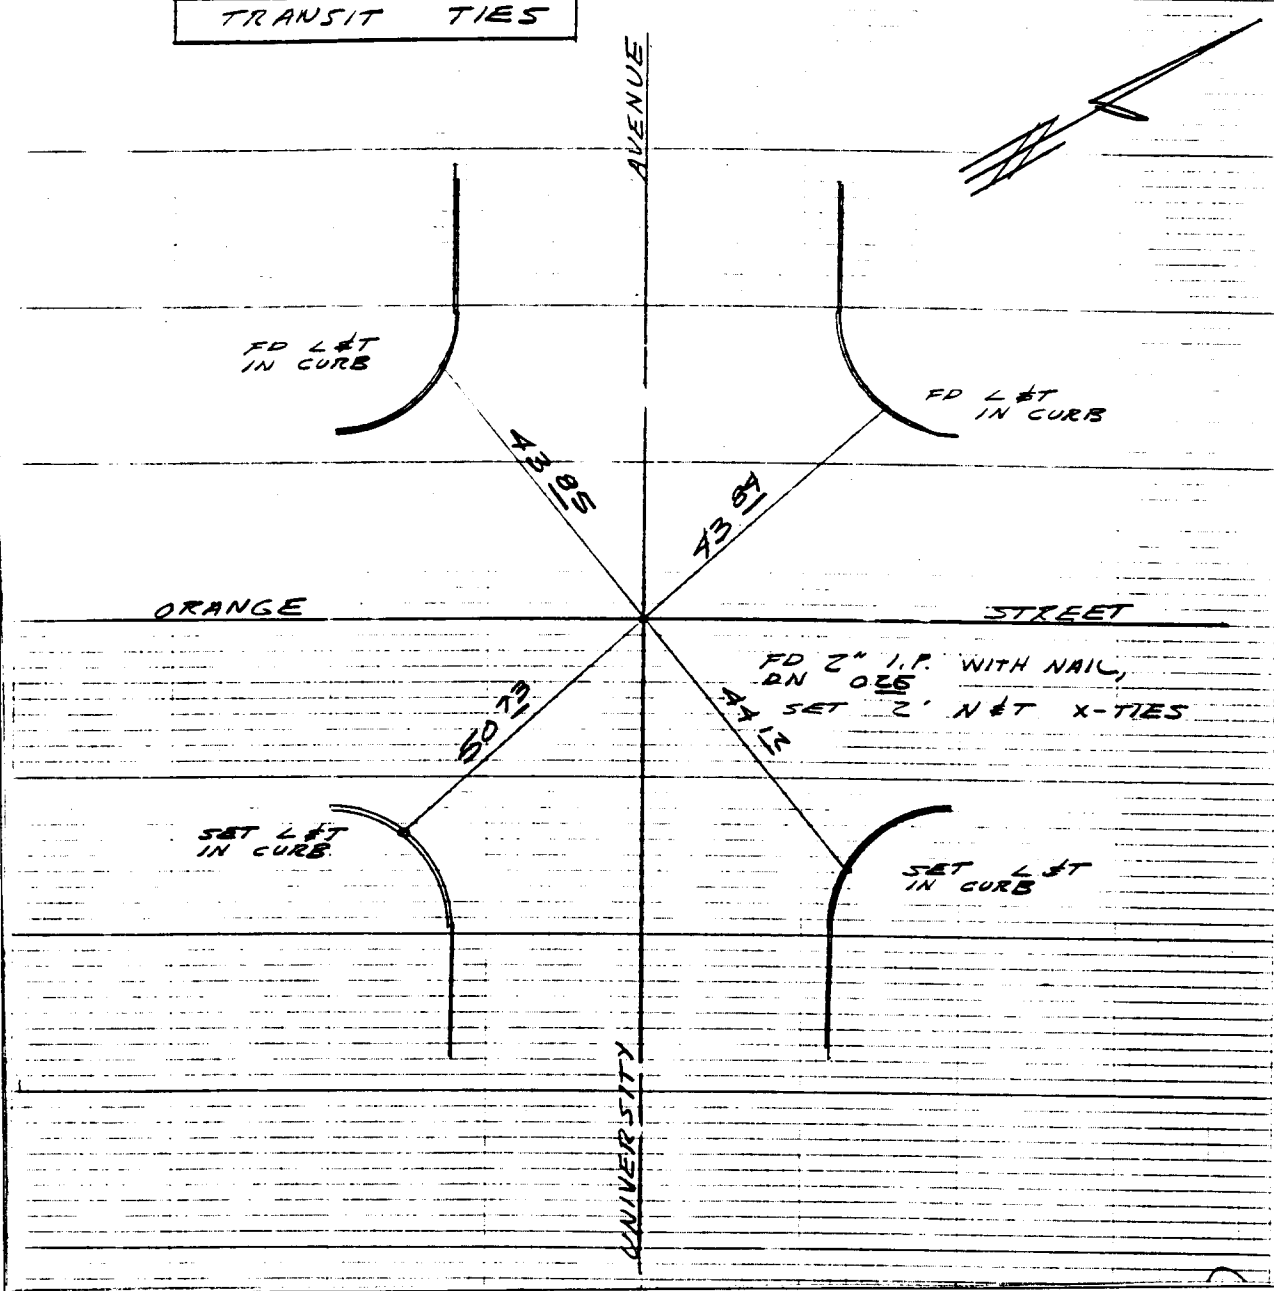 TRANSIT TIES
AVENUE
FD L&T
IN CURB
FD L&T
IN CURB
43 85
43 84
ORANGE
STREET
FD 2" I.P. WITH NAIL,
DN 0.25
SET 2' N&T X-TIES
50 73
44 12
SET L&T
IN CURB
SET L&T
IN CURB
UNIVERSITY